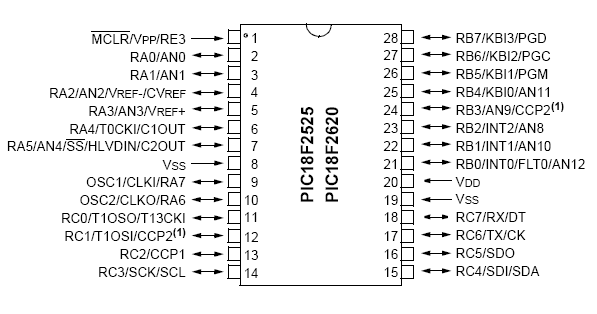 MCLR/VPP/RE3 1 28 RB7/KBI3/PGD
RA0/AN0 2 27 RB6//KBI2/PGC
RA1/AN1 3 26 RB5/KBI1/PGM
RA2/AN2/VREF-/CVREF 4 25 RB4/KBI0/AN11
RA3/AN3/VREF+ 5 24 RB3/AN9/CCP2(1)
RA4/T0CKI/C1OUT 6 23 RB2/INT2/AN8
RA5/AN4/SS/HLVDIN/C2OUT 7 22 RB1/INT1/AN10
VSS 8 21 RB0/INT0/FLT0/AN12
OSC1/CLKI/RA7 9 20 VDD
OSC2/CLKO/RA6 10 19 VSS
RC0/T1OSO/T13CKI 11 18 RC7/RX/DT
RC1/T1OSI/CCP2(1) 12 17 RC6/TX/CK
RC2/CCP1 13 16 RC5/SDO
RC3/SCK/SCL 14 15 RC4/SDI/SDA
PIC18F2525
PIC18F2620